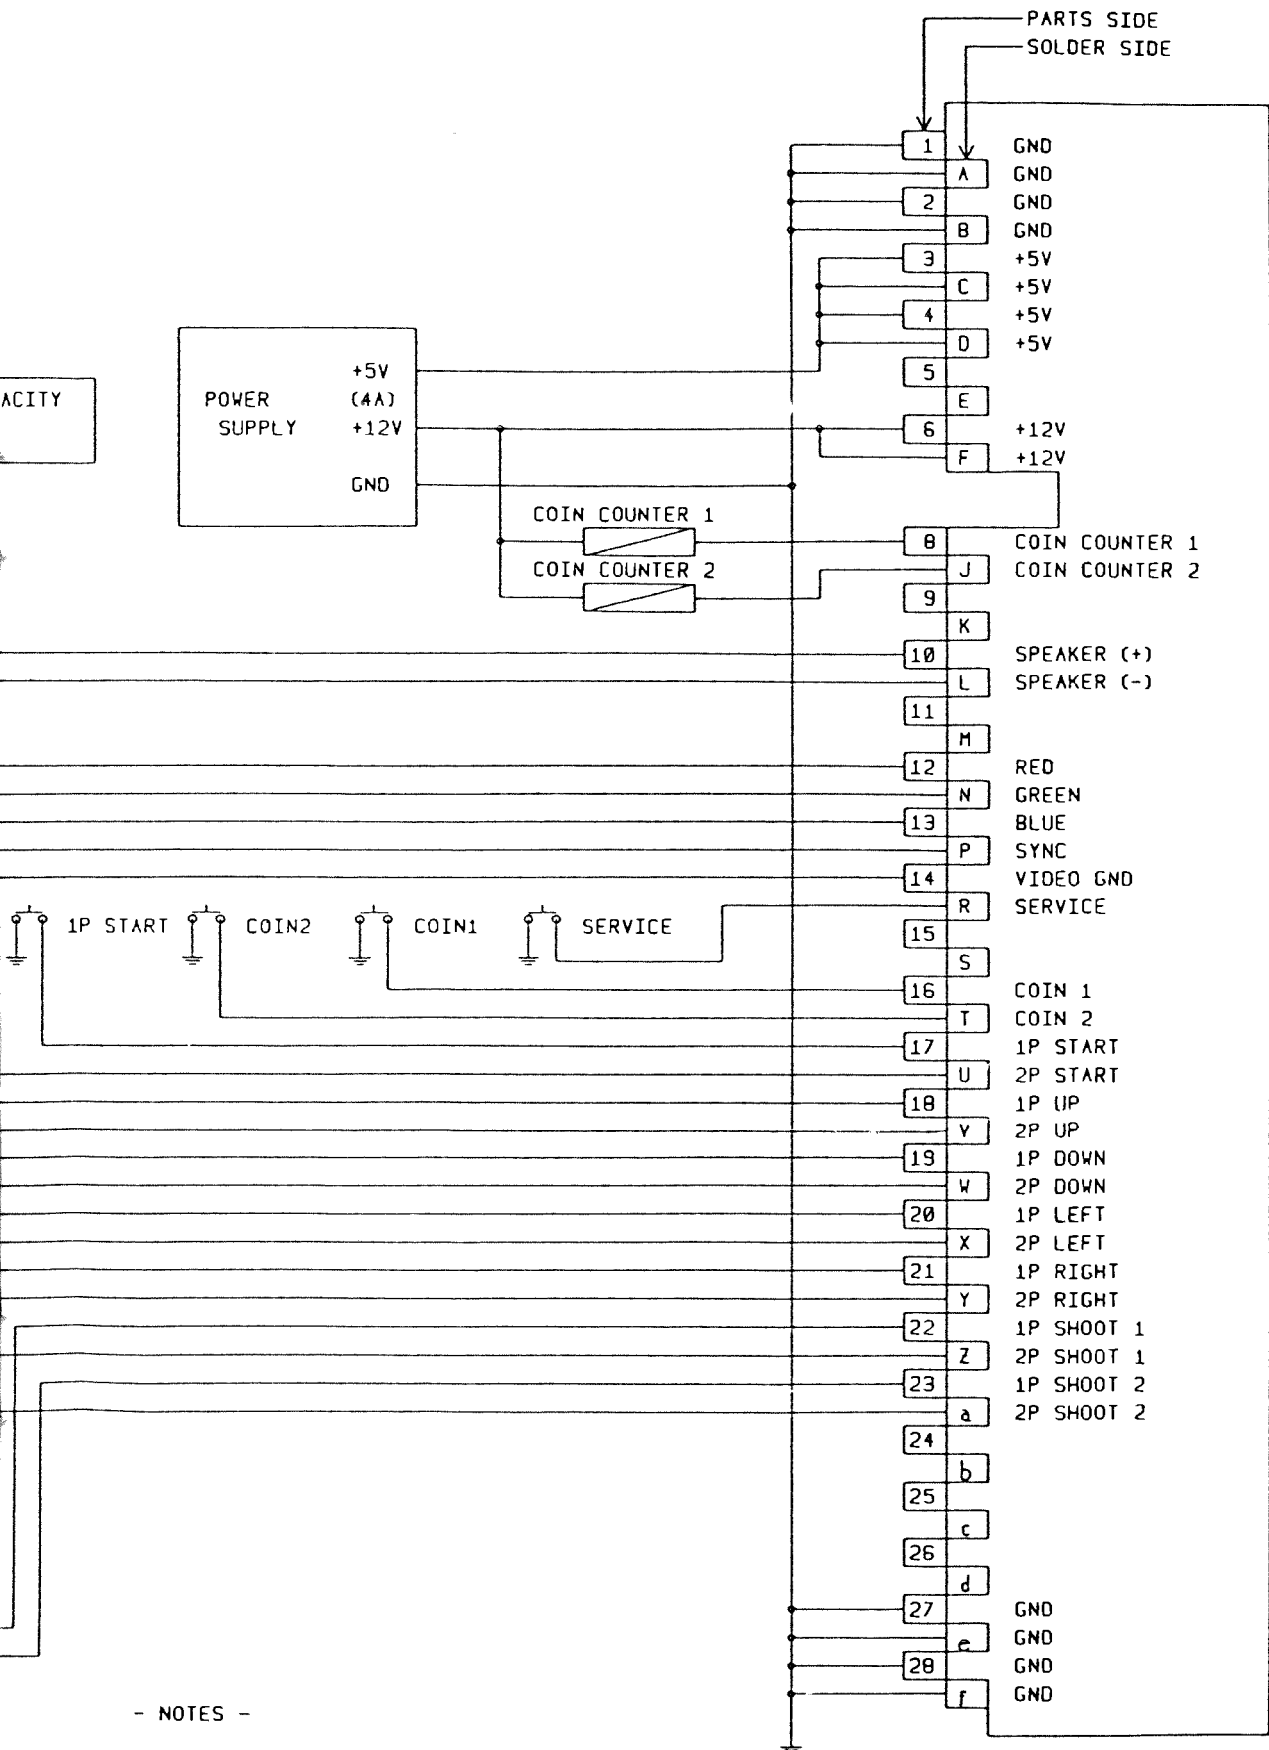 PARTS SIDE
SOLDER SIDE
1 GND
A GND
2 GND
B GND
3 +5V
C +5V
4 +5V
D +5V
5
E
6 +12V
F +12V
ACITY
POWER SUPPLY
+5V
(4A)
+12V
GND
COIN COUNTER 1
COIN COUNTER 2
8 COIN COUNTER 1
J COIN COUNTER 2
9
K
10 SPEAKER (+)
L SPEAKER (-)
11
M
12 RED
N GREEN
13 BLUE
P SYNC
14 VIDEO GND
R SERVICE
1P START COIN2 COIN1 SERVICE
15
S
16 COIN 1
T COIN 2
17 1P START
U 2P START
18 1P UP
V 2P UP
19 1P DOWN
W 2P DOWN
20 1P LEFT
X 2P LEFT
21 1P RIGHT
Y 2P RIGHT
22 1P SHOOT 1
Z 2P SHOOT 1
23 1P SHOOT 2
a 2P SHOOT 2
24
b
25
c
26
d
27 GND
e GND
28 GND
f GND
- NOTES -